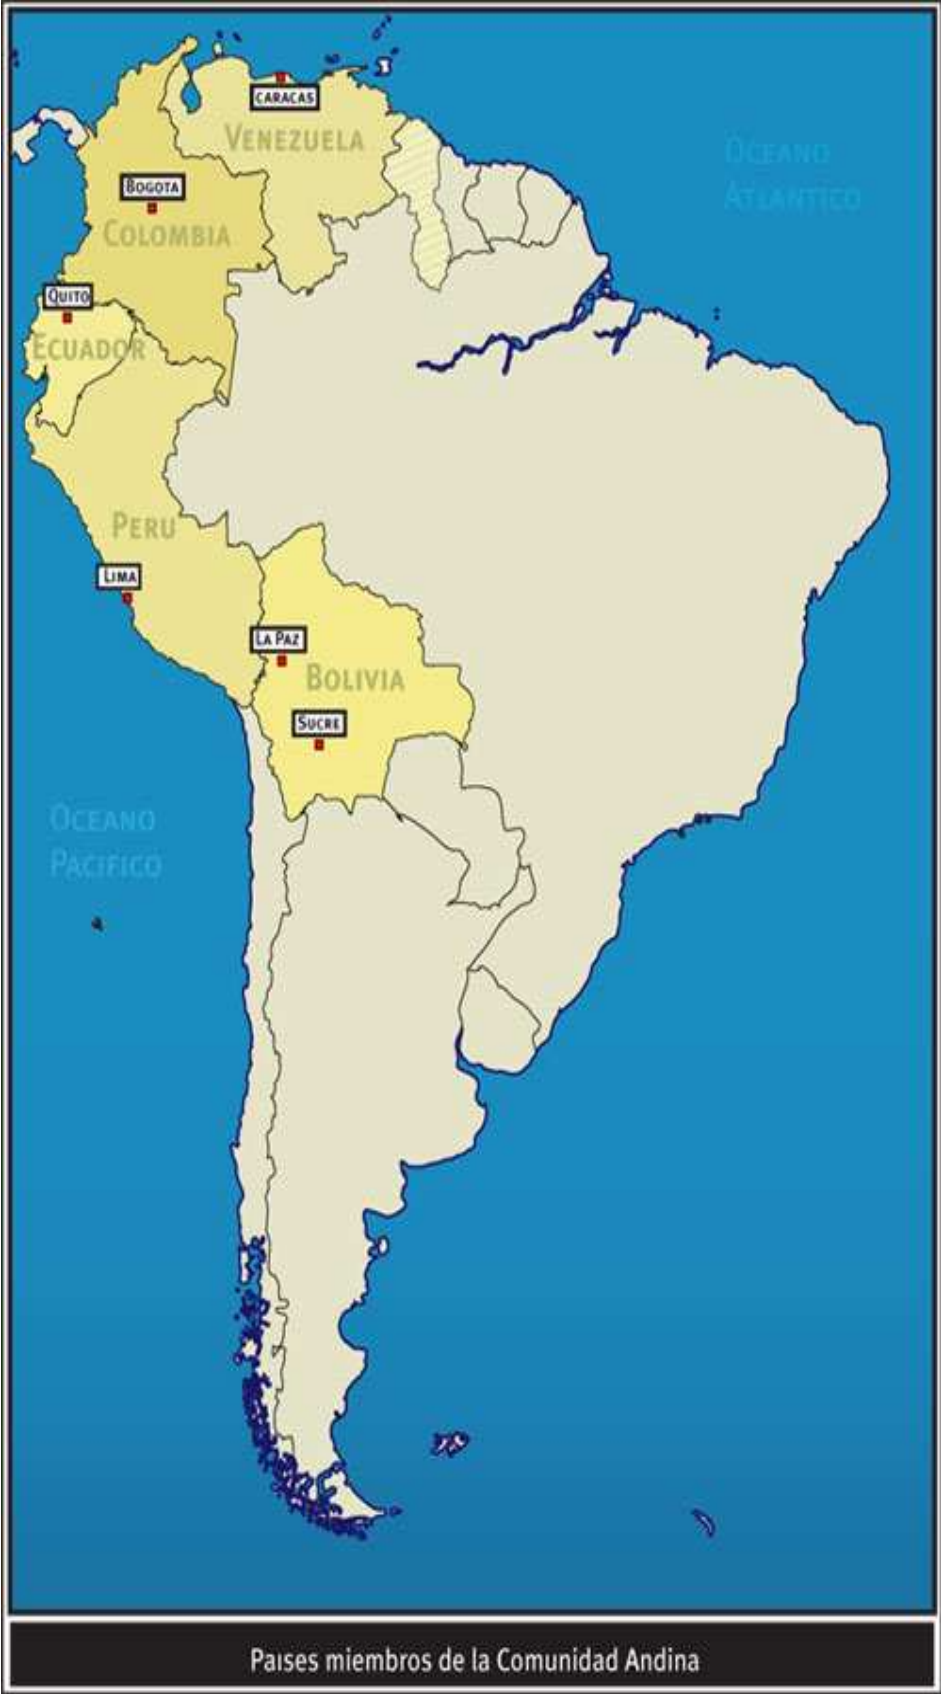 CARACAS
VENEZUELA
OCEANO
ATLANTICO
BOGOTA
COLOMBIA
QUITO
ECUADOR
PERU
LIMA
LA PAZ
BOLIVIA
SUCRE
OCEANO
PACIFICO
Paises miembros de la Comunidad Andina